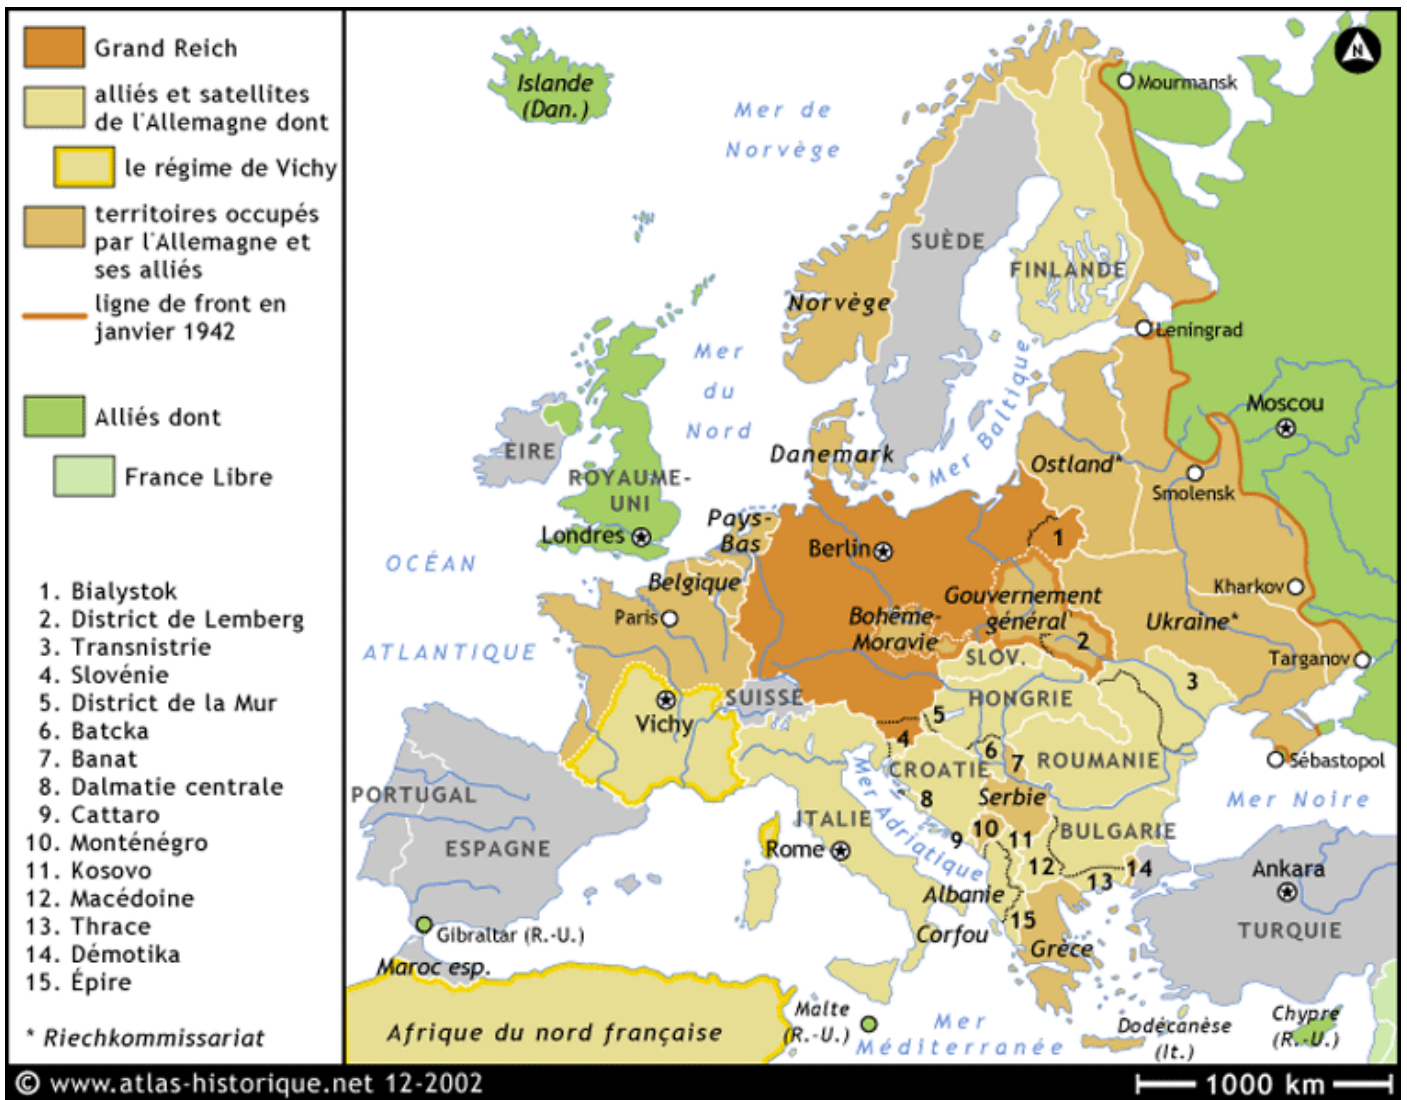 Grand Reich
alliés et satellites
de l'Allemagne dont
le régime de Vichy
territoires occupés
par l'Allemagne et
ses alliés
ligne de front en
janvier 1942
Alliés dont
France Libre
1. Bialystok
2. District de Lemberg
3. Transnistrie
4. Slovénie
5. District de la Mur
6. Batcka
7. Banat
8. Dalmatie centrale
9. Cattaro
10. Monténégro
11. Kosovo
12. Macédoine
13. Thrace
14. Démotika
15. Épire
* Riechkommissariat
N
Islande
(Dan.)
Mer de
Norvège
Mourmansk
SUÈDE
FINLANDE
Norvège
Leningrad
Mer
du
Nord
Mer Baltique
Moscou
EIRE
ROYAUME-
UNI
Londres
Danemark
Ostland*
Smolensk
Pays-
Bas
Berlin
1
OCÉAN
ATLANTIQUE
Belgique
Paris
Gouvernement
général
Bohême-
Moravie
2
Ukraine*
Kharkov
Targanov
SLOV.
3
SUISSE
HONGRIE
Vichy
5
4
6
7
CROATIE
ROUMANIE
Sébastopol
Mer Noire
PORTUGAL
ESPAGNE
ITALIE
Mer Adriatique
8
Serbie
9
10
11
BULGARIE
Rome
12
13
14
Ankara
TURQUIE
Albanie
15
Corfou
Grèce
Gibraltar (R.-U.)
Maroc esp.
Afrique du nord française
Malte
(R.-U.)
Mer
Méditerranée
Dodécanèse
(It.)
Chypre
(R.-U.)
© www.atlas-historique.net 12-2002
1000 km